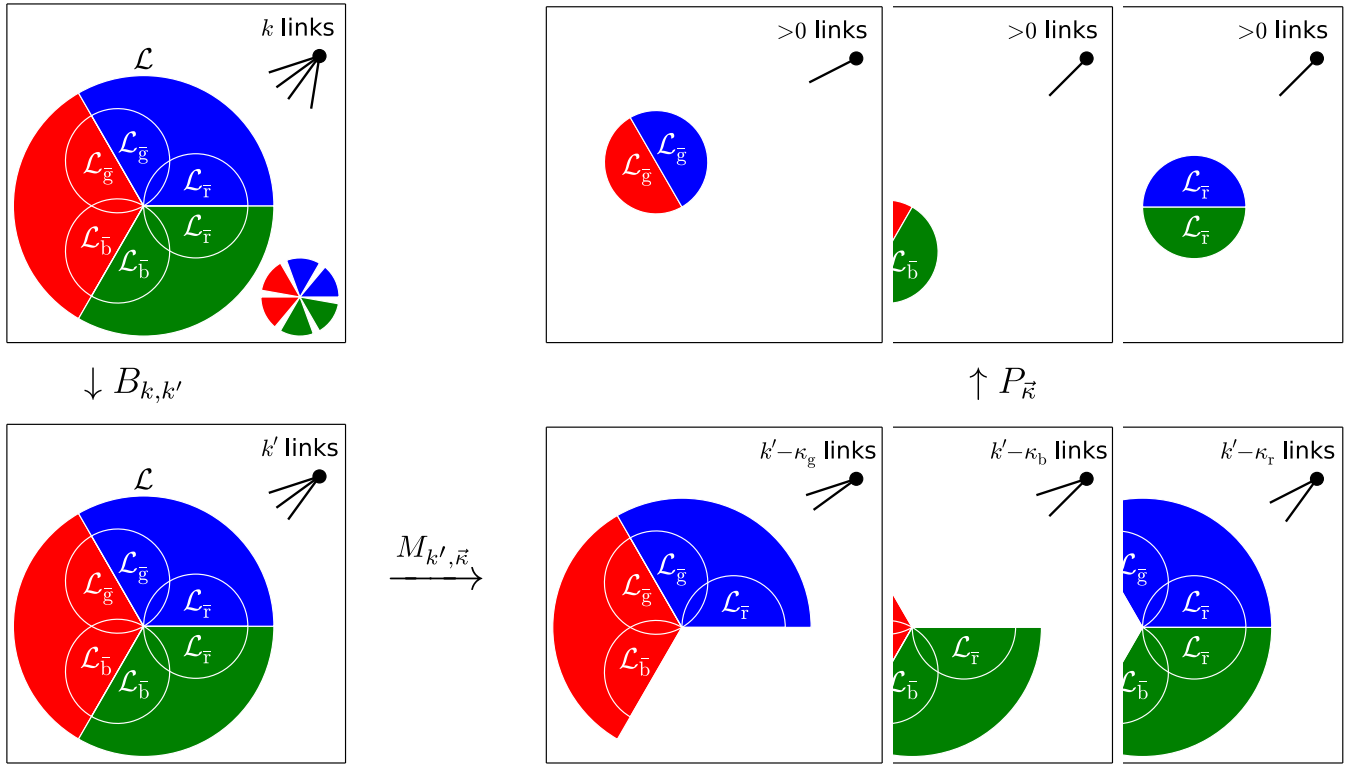 k links
>0 links
>0 links
>0 links
ℒ
ℒ_ḡ
ℒ_ḡ
ℒ_r̄
ℒ_r̄
ℒ_b̄
ℒ_b̄
ℒ_ḡ
ℒ_ḡ
ℒ_b̄
ℒ_r̄
ℒ_r̄
↓ B_{k,k′}
↑ P_{κ⃗}
k′ links
k′−κ_g links
k′−κ_b links
k′−κ_r links
ℒ
ℒ_ḡ
ℒ_ḡ
ℒ_r̄
ℒ_r̄
ℒ_b̄
ℒ_b̄
M_{k′,κ⃗}
ℒ_ḡ
ℒ_ḡ
ℒ_r̄
ℒ_b̄
ℒ_r̄
ℒ_b̄
ℒ_ḡ
ℒ_r̄
ℒ_r̄
ℒ_b̄